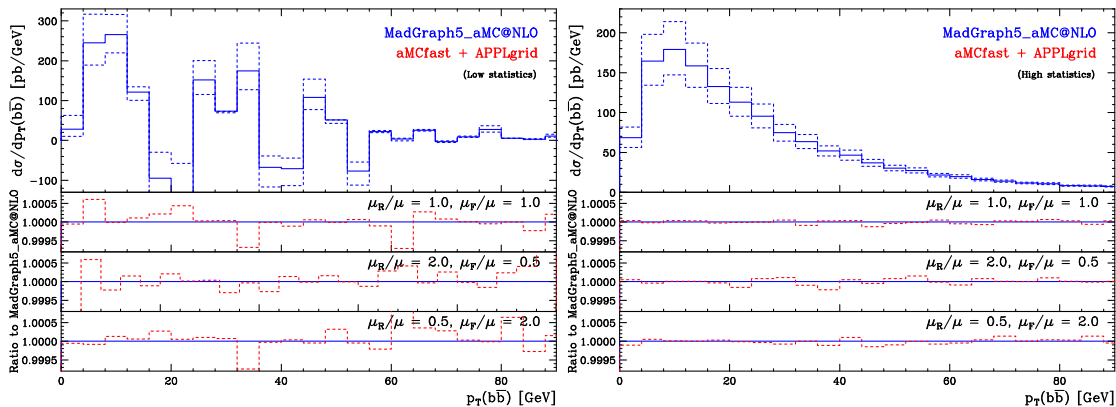 MadGraph5_aMC@NLO
aMCfast + APPLgrid
(Low statistics)
dσ/dp_T(bb̅) [pb/GeV]
300
200
100
0
−100
μ_R/μ = 1.0, μ_F/μ = 1.0
1.0005
1.0000
0.9995
μ_R/μ = 2.0, μ_F/μ = 0.5
1.0005
1.0000
0.9995
μ_R/μ = 0.5, μ_F/μ = 2.0
1.0005
1.0000
0.9995
Ratio to MadGraph5_aMC@NLO
0 20 40 60 80
p_T(bb̅) [GeV]
MadGraph5_aMC@NLO
aMCfast + APPLgrid
(High statistics)
dσ/dp_T(bb̅) [pb/GeV]
200
150
100
50
0
μ_R/μ = 1.0, μ_F/μ = 1.0
1.0005
1.0000
0.9995
μ_R/μ = 2.0, μ_F/μ = 0.5
1.0005
1.0000
0.9995
μ_R/μ = 0.5, μ_F/μ = 2.0
1.0005
1.0000
0.9995
Ratio to MadGraph5_aMC@NLO
0 20 40 60 80
p_T(bb̅) [GeV]